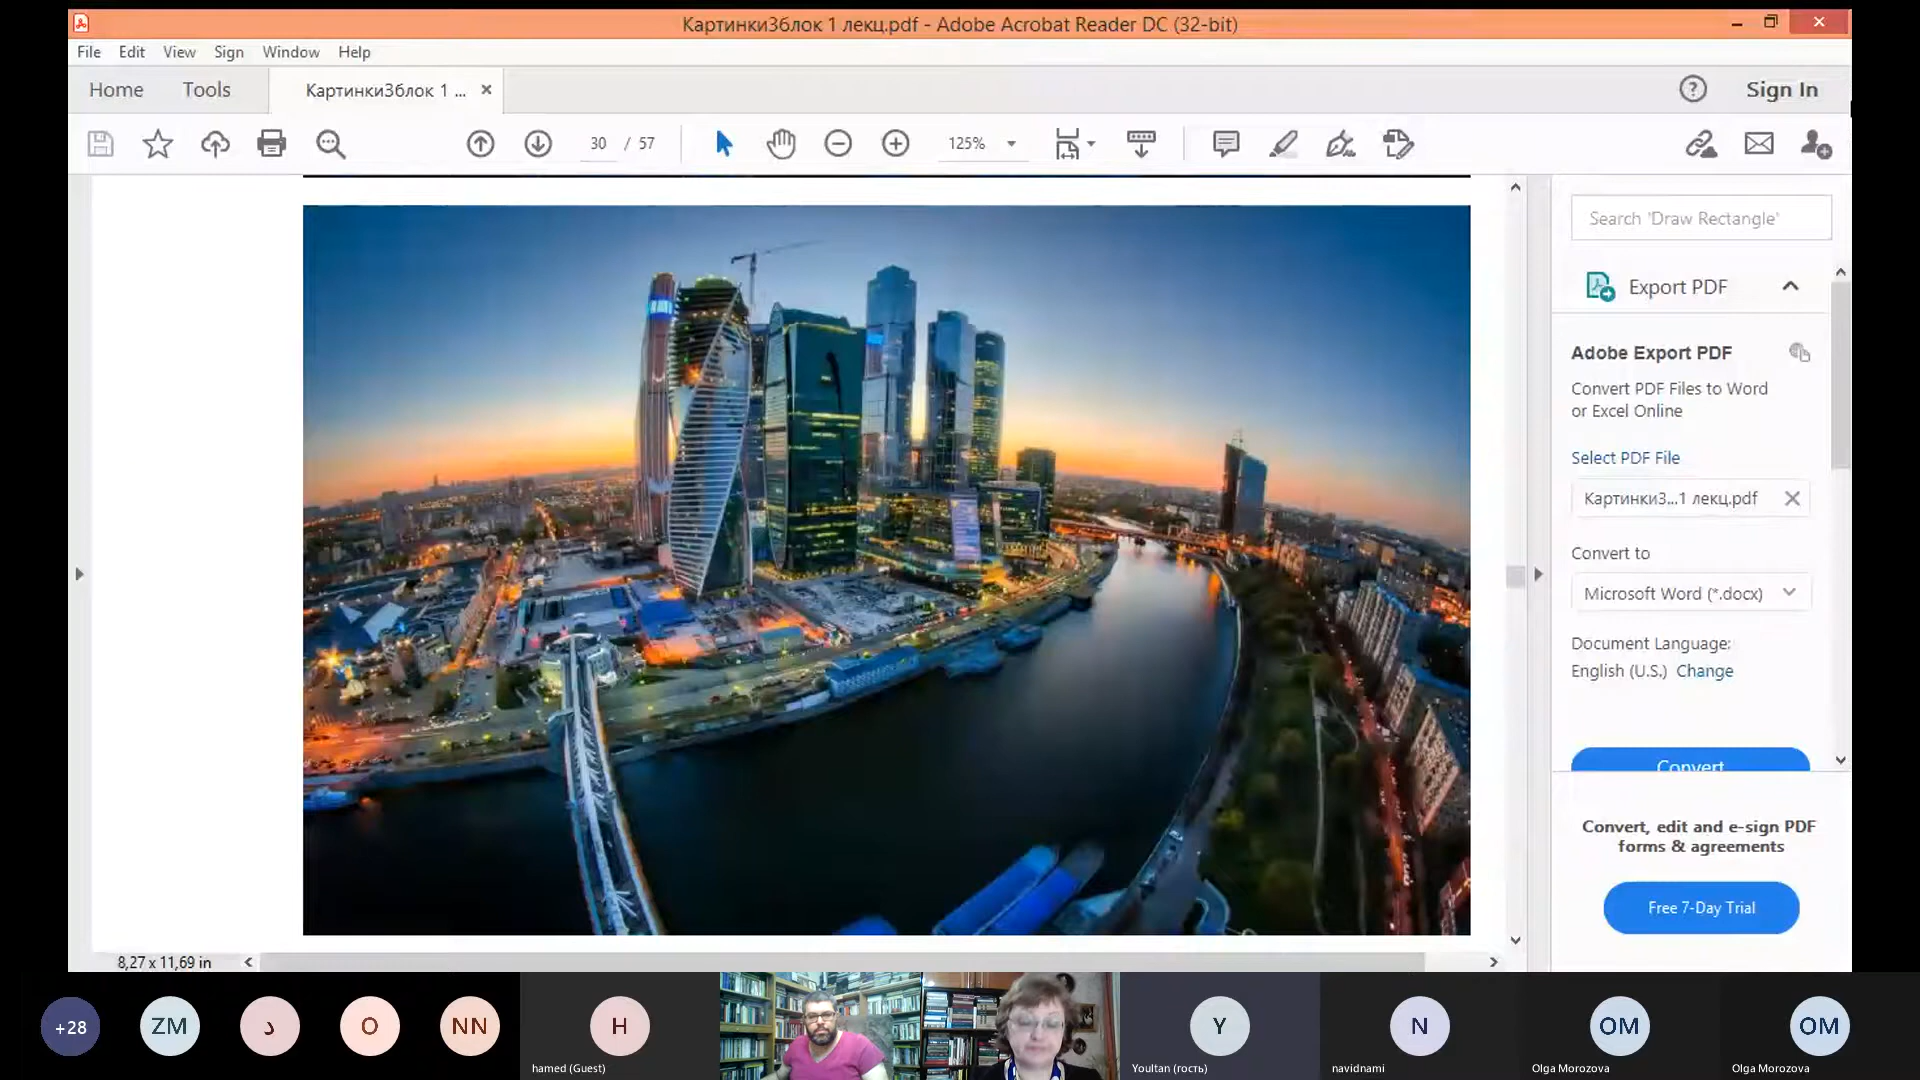 Картинки3блок 1 лекц.pdf - Adobe Acrobat Reader DC (32-bit)
File Edit View Sign Window Help
Home Tools Картинки3блок 1 ... Sign In
30 / 57 125%
Search 'Draw Rectangle'
Export PDF
Adobe Export PDF
Convert PDF Files to Word
or Excel Online
Select PDF File
Картинки3...1 лекц.pdf
Convert to
Microsoft Word (*.docx)
Document Language:
English (U.S.) Change
Convert
Convert, edit and e-sign PDF
forms & agreements
Free 7-Day Trial
8,27 x 11,69 in
+28 ZM د O NN H Y N OM OM
hamed (Guest) Youltan (гость) navidnami Olga Morozova Olga Morozova